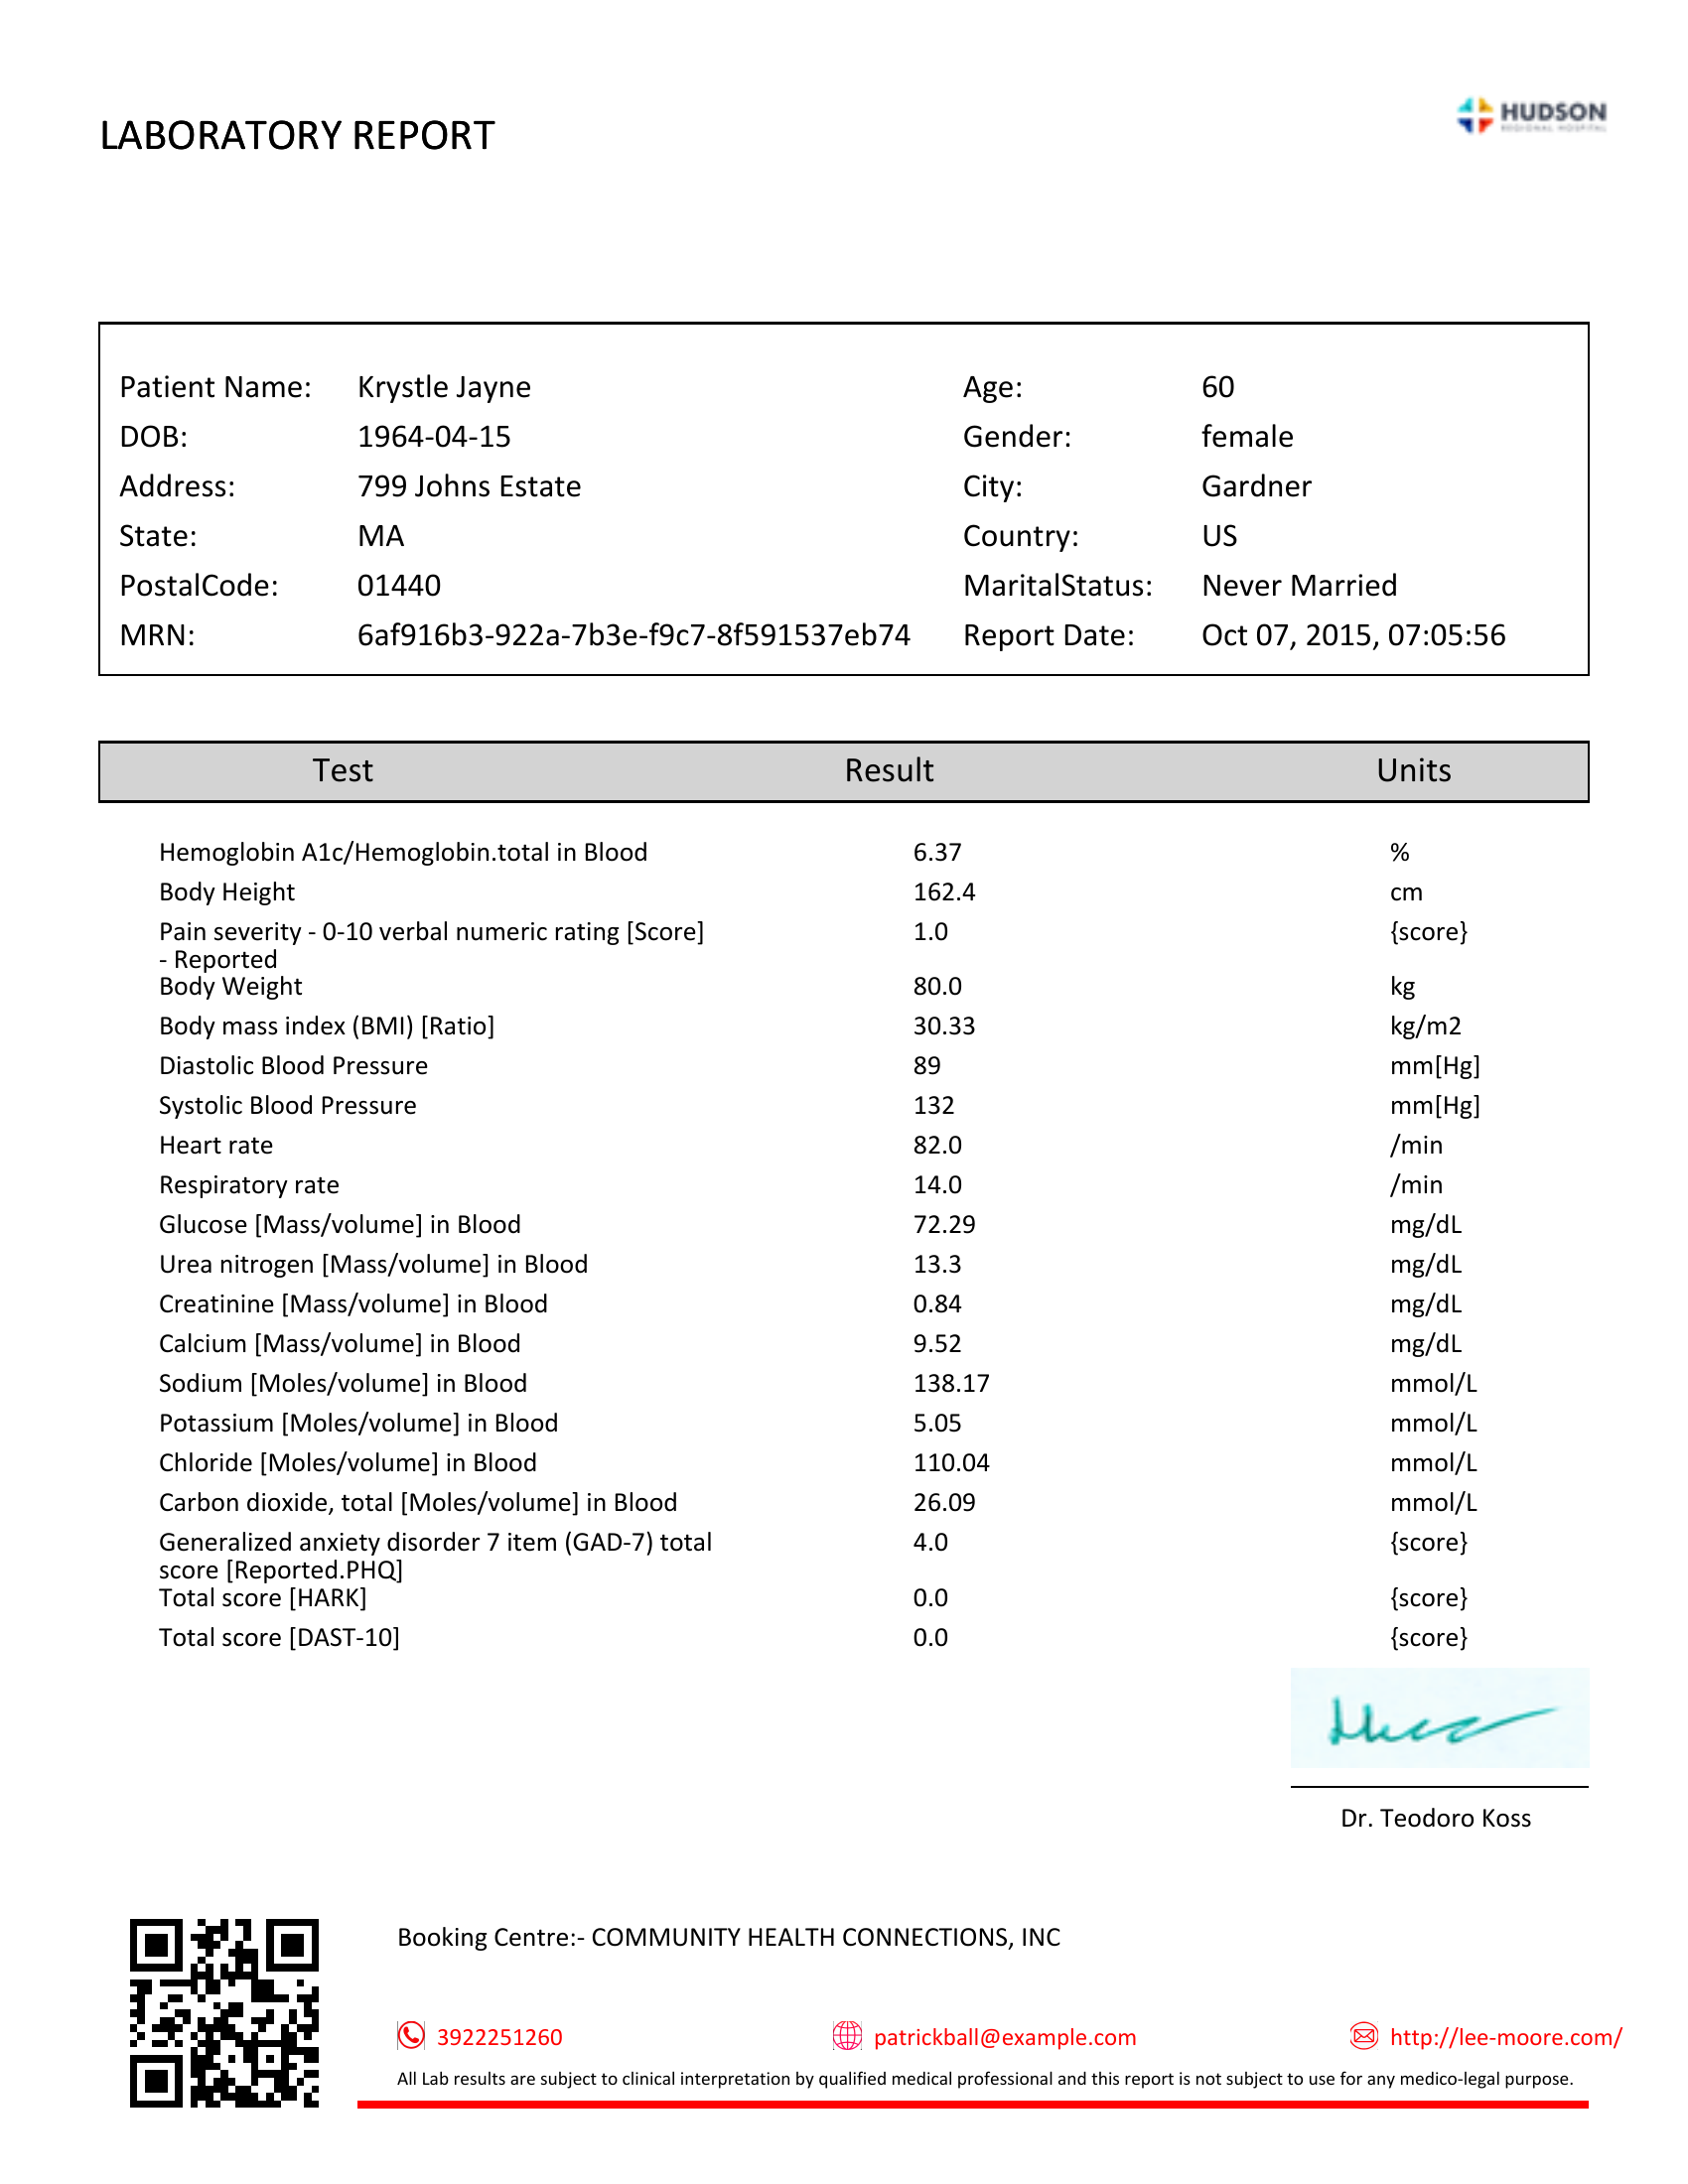 LABORATORY REPORT
HUDSON
REGIONAL HOSPITAL
Patient Name: Krystle Jayne Age: 60
DOB: 1964-04-15 Gender: female
Address: 799 Johns Estate City: Gardner
State: MA Country: US
PostalCode: 01440 MaritalStatus: Never Married
MRN: 6af916b3-922a-7b3e-f9c7-8f591537eb74 Report Date: Oct 07, 2015, 07:05:56
Test Result Units
Hemoglobin A1c/Hemoglobin.total in Blood 6.37 %
Body Height 162.4 cm
Pain severity - 0-10 verbal numeric rating [Score] 1.0 {score}
- Reported
Body Weight 80.0 kg
Body mass index (BMI) [Ratio] 30.33 kg/m2
Diastolic Blood Pressure 89 mm[Hg]
Systolic Blood Pressure 132 mm[Hg]
Heart rate 82.0 /min
Respiratory rate 14.0 /min
Glucose [Mass/volume] in Blood 72.29 mg/dL
Urea nitrogen [Mass/volume] in Blood 13.3 mg/dL
Creatinine [Mass/volume] in Blood 0.84 mg/dL
Calcium [Mass/volume] in Blood 9.52 mg/dL
Sodium [Moles/volume] in Blood 138.17 mmol/L
Potassium [Moles/volume] in Blood 5.05 mmol/L
Chloride [Moles/volume] in Blood 110.04 mmol/L
Carbon dioxide, total [Moles/volume] in Blood 26.09 mmol/L
Generalized anxiety disorder 7 item (GAD-7) total 4.0 {score}
score [Reported.PHQ]
Total score [HARK] 0.0 {score}
Total score [DAST-10] 0.0 {score}
Dr. Teodoro Koss
Booking Centre:- COMMUNITY HEALTH CONNECTIONS, INC
3922251260 patrickball@example.com http://lee-moore.com/
All Lab results are subject to clinical interpretation by qualified medical professional and this report is not subject to use for any medico-legal purpose.